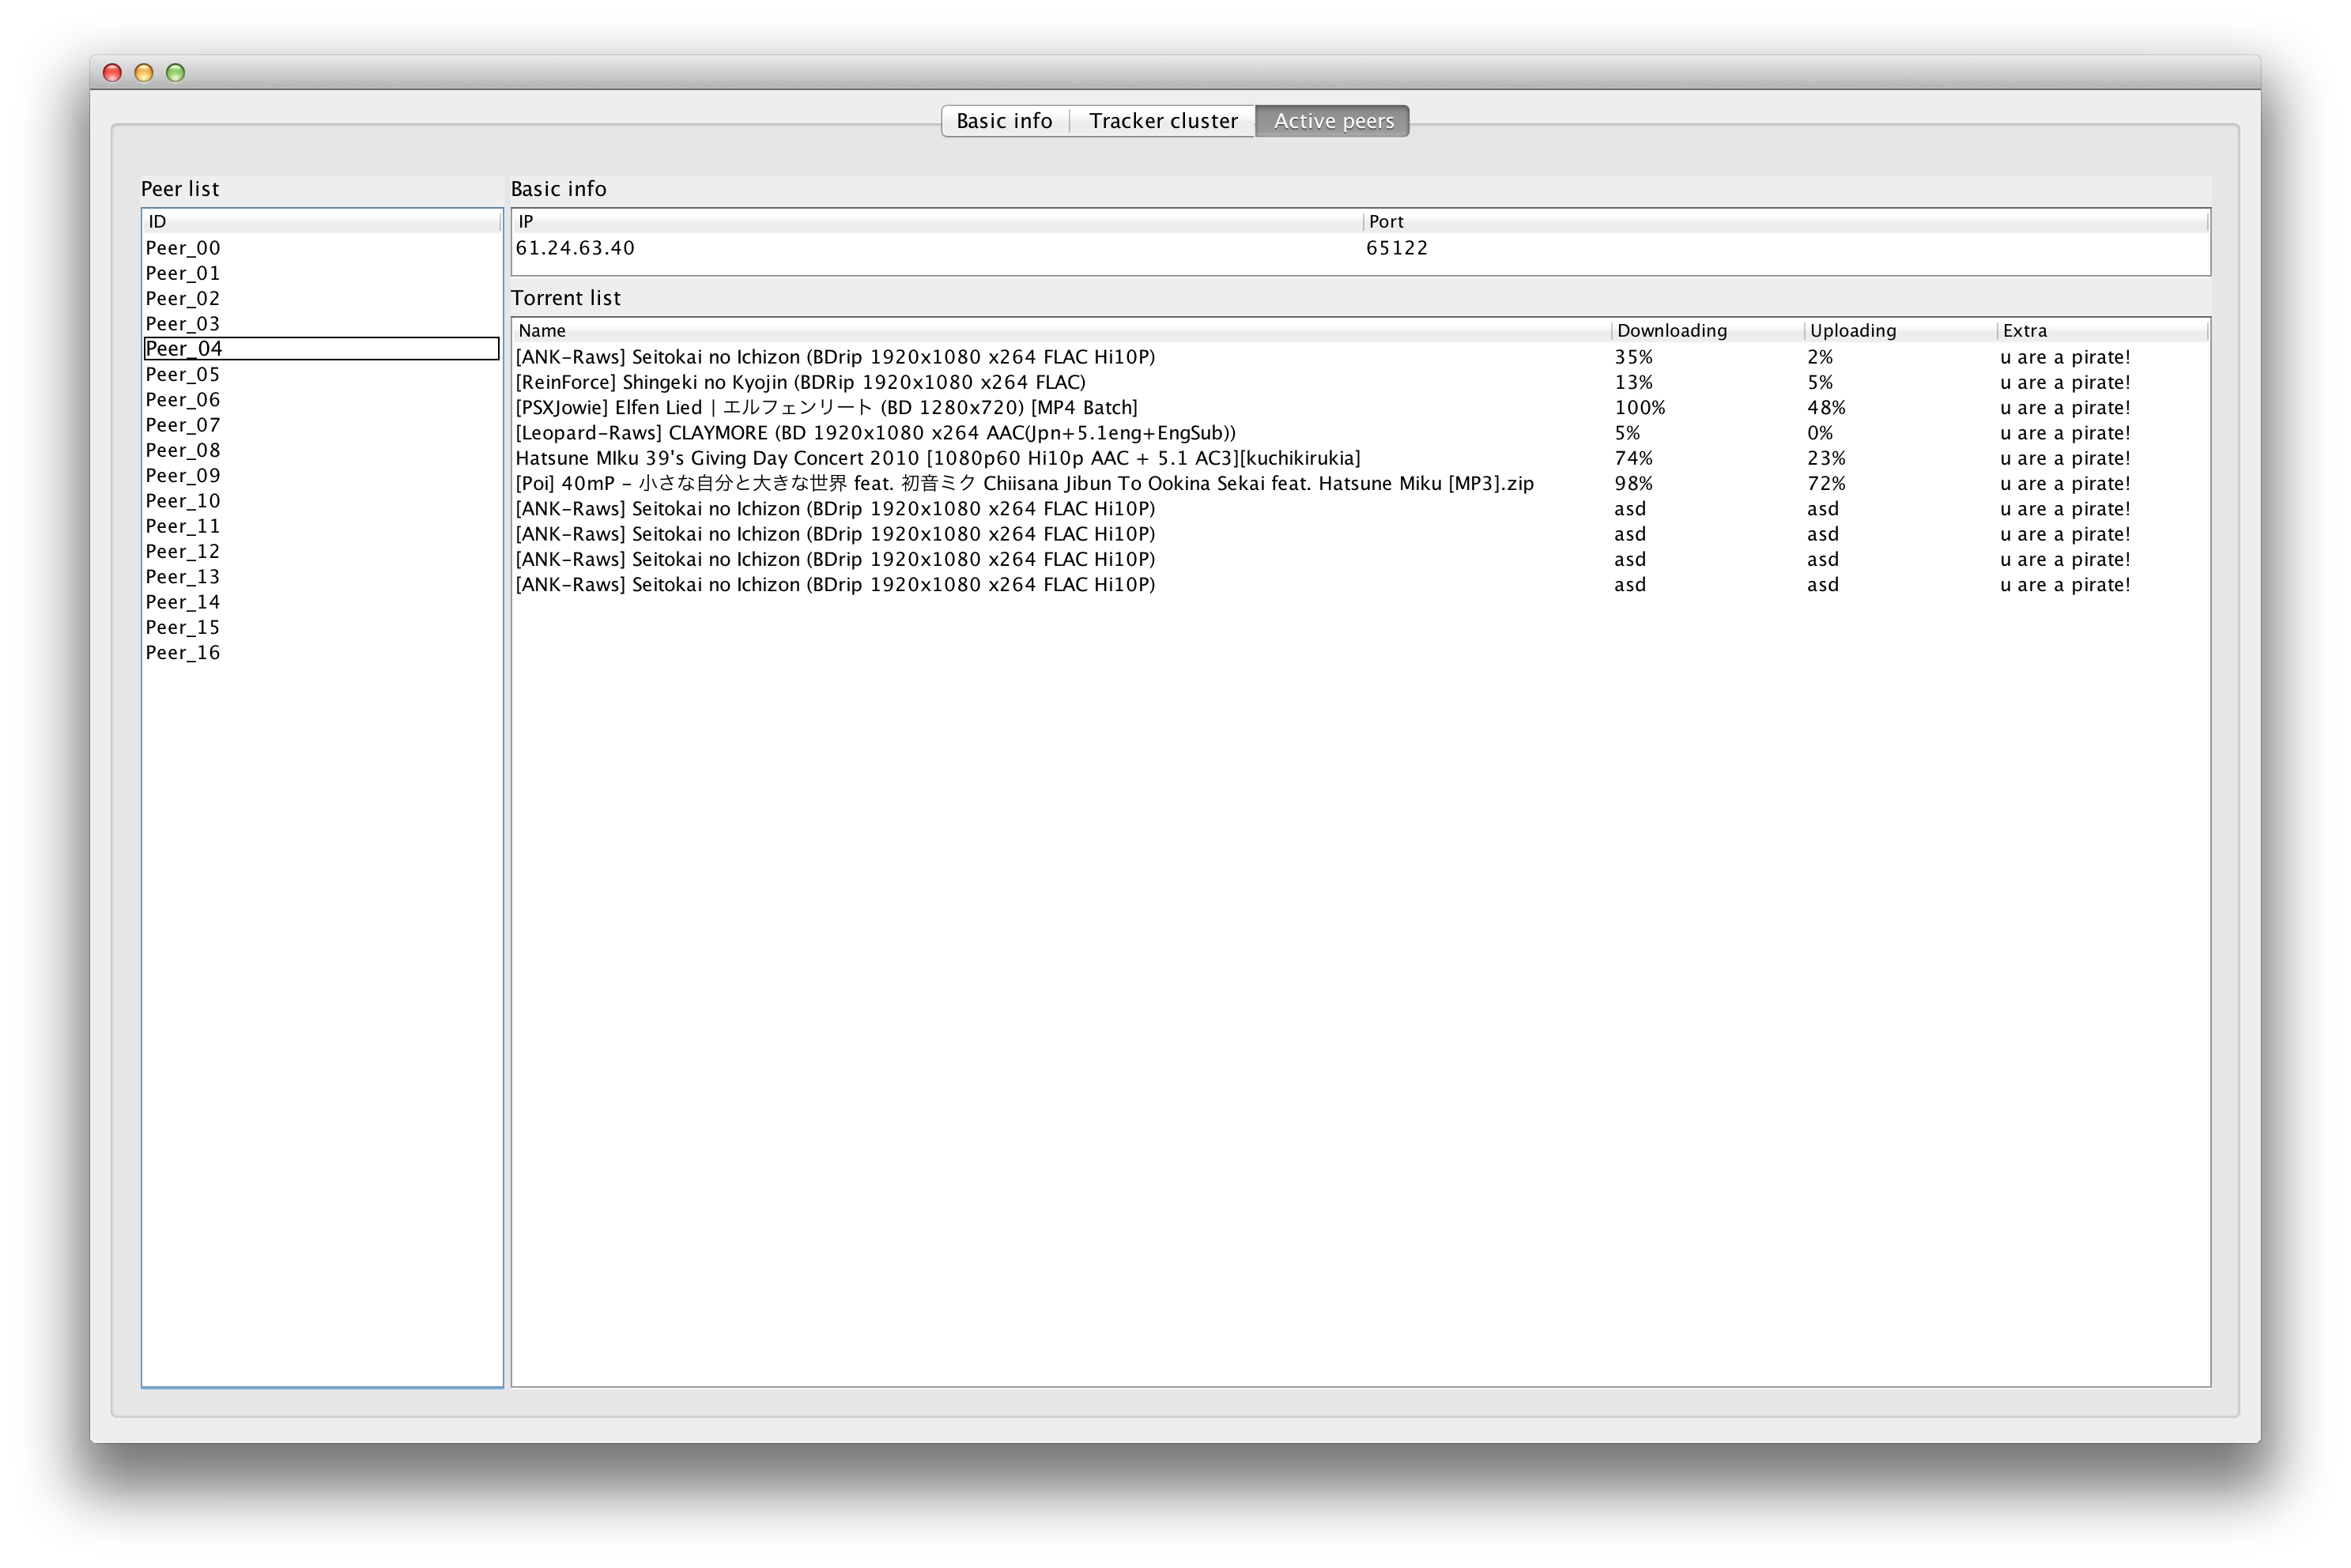 Basic info Tracker cluster Active peers
Peer list
ID
Peer_00
Peer_01
Peer_02
Peer_03
Peer_04
Peer_05
Peer_06
Peer_07
Peer_08
Peer_09
Peer_10
Peer_11
Peer_12
Peer_13
Peer_14
Peer_15
Peer_16
Basic info
IP Port
61.24.63.40 65122
Torrent list
Name Downloading Uploading Extra
[ANK-Raws] Seitokai no Ichizon (BDrip 1920x1080 x264 FLAC Hi10P) 35% 2% u are a pirate!
[ReinForce] Shingeki no Kyojin (BDRip 1920x1080 x264 FLAC) 13% 5% u are a pirate!
[PSXJowie] Elfen Lied | エルフェンリート (BD 1280x720) [MP4 Batch] 100% 48% u are a pirate!
[Leopard-Raws] CLAYMORE (BD 1920x1080 x264 AAC(Jpn+5.1eng+EngSub)) 5% 0% u are a pirate!
Hatsune MIku 39's Giving Day Concert 2010 [1080p60 Hi10p AAC + 5.1 AC3][kuchikirukia] 74% 23% u are a pirate!
[Poi] 40mP - 小さな自分と大きな世界 feat. 初音ミク Chiisana Jibun To Ookina Sekai feat. Hatsune Miku [MP3].zip 98% 72% u are a pirate!
[ANK-Raws] Seitokai no Ichizon (BDrip 1920x1080 x264 FLAC Hi10P) asd asd u are a pirate!
[ANK-Raws] Seitokai no Ichizon (BDrip 1920x1080 x264 FLAC Hi10P) asd asd u are a pirate!
[ANK-Raws] Seitokai no Ichizon (BDrip 1920x1080 x264 FLAC Hi10P) asd asd u are a pirate!
[ANK-Raws] Seitokai no Ichizon (BDrip 1920x1080 x264 FLAC Hi10P) asd asd u are a pirate!